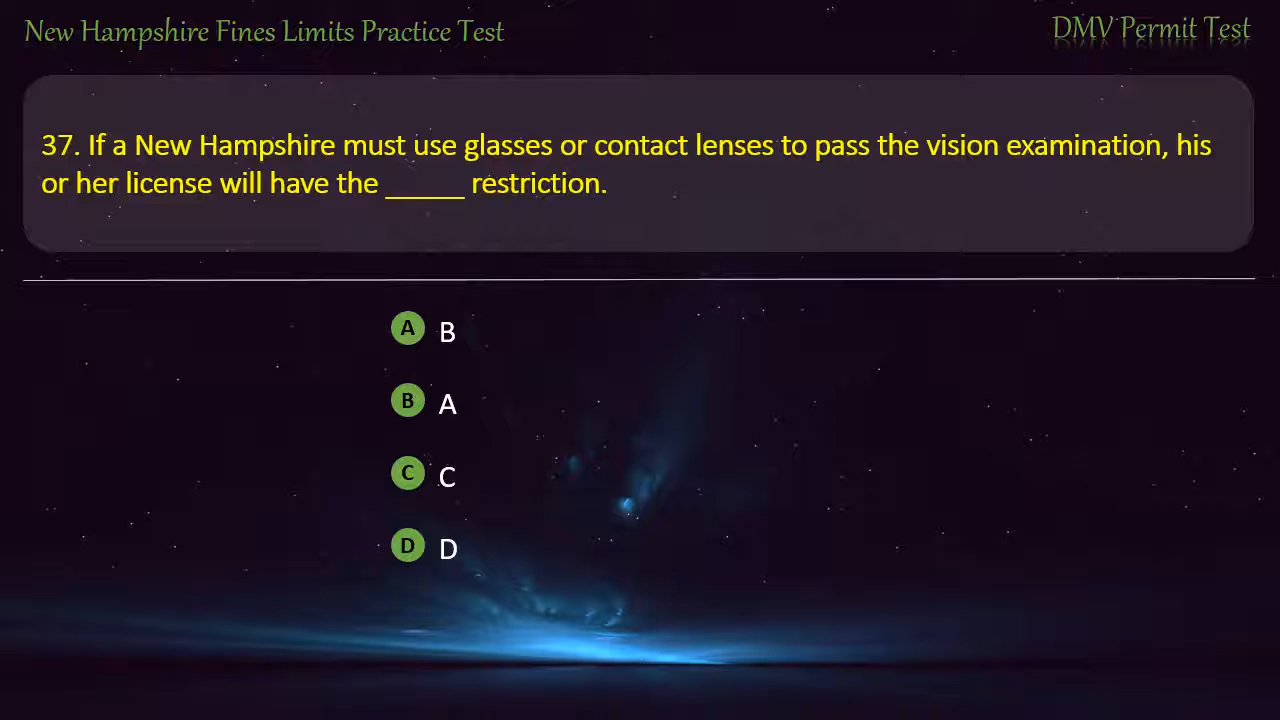 New Hampshire Fines Limits Practice Test
DMV Permit Test
37. If a New Hampshire must use glasses or contact lenses to pass the vision examination, his
or her license will have the _____ restriction.
A B
B A
C C
D D